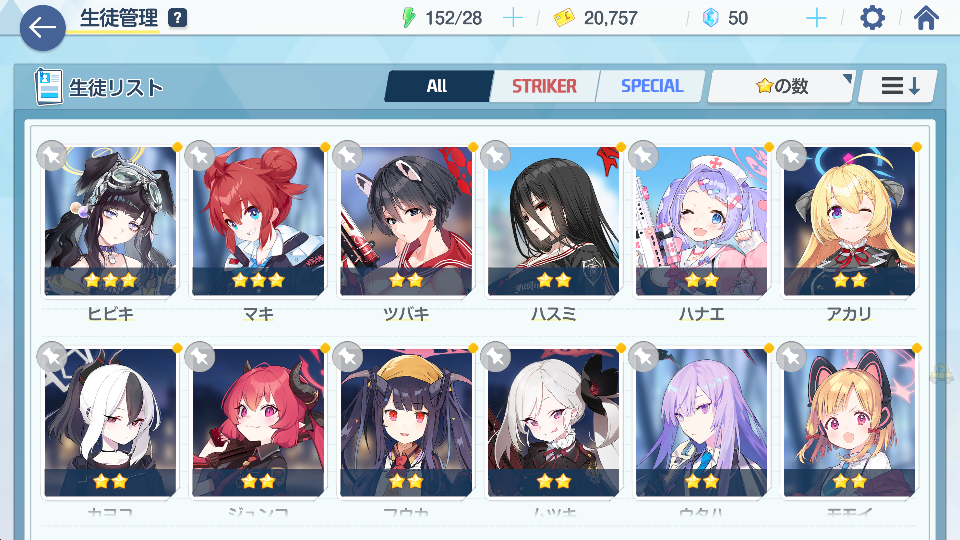 生徒管理 ?
152/28
20,757
50
生徒リスト
All
STRIKER
SPECIAL
の数
ヒビキ
マキ
ツバキ
ハスミ
ハナエ
アカリ
カヨコ
ジュンコ
フウカ
ムツキ
ウタハ
モモイ